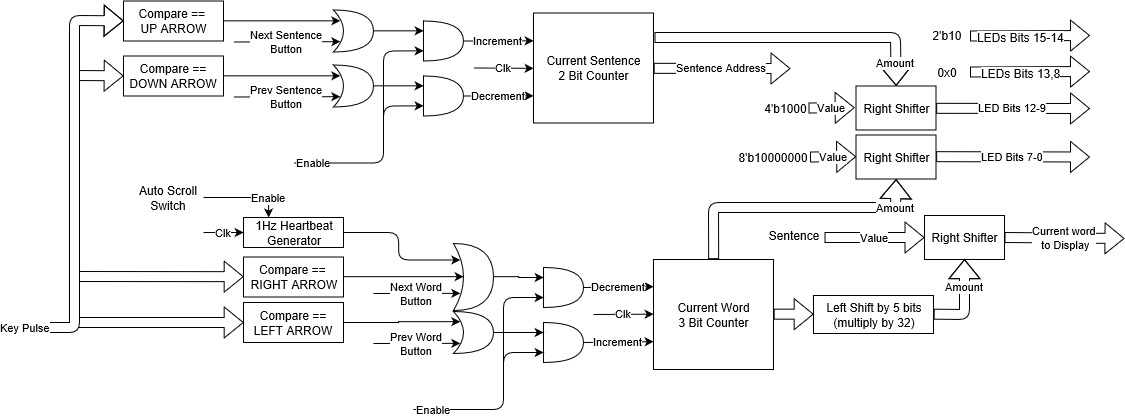 Compare ==
UP ARROW
Next Sentence
Button
Compare ==
DOWN ARROW
Prev Sentence
Button
Increment
Clk
Decrement
Enable
Current Sentence
2 Bit Counter
Sentence Address
Amount
2'b10
LEDs Bits 15-14
0x0
LEDs Bits 13,8
4'b1000
Value
Right Shifter
LED Bits 12-9
8'b10000000
Value
Right Shifter
LED Bits 7-0
Amount
Auto Scroll
Switch
Enable
Clk
1Hz Heartbeat
Generator
Compare ==
RIGHT ARROW
Next Word
Button
Key Pulse
Compare ==
LEFT ARROW
Prev Word
Button
Decrement
Clk
Increment
Enable
Current Word
3 Bit Counter
Left Shift by 5 bits
(multiply by 32)
Amount
Sentence
Value
Right Shifter
Current word
to Display